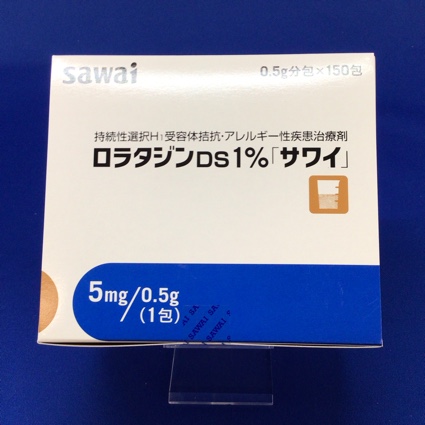 sawai
0.5g分包×150包
持続性選択H₁受容体拮抗・アレルギー性疾患治療剤
ロラタジンDS1%「サワイ」
5mg/0.5g
(1包)
SAWAI SAWAI